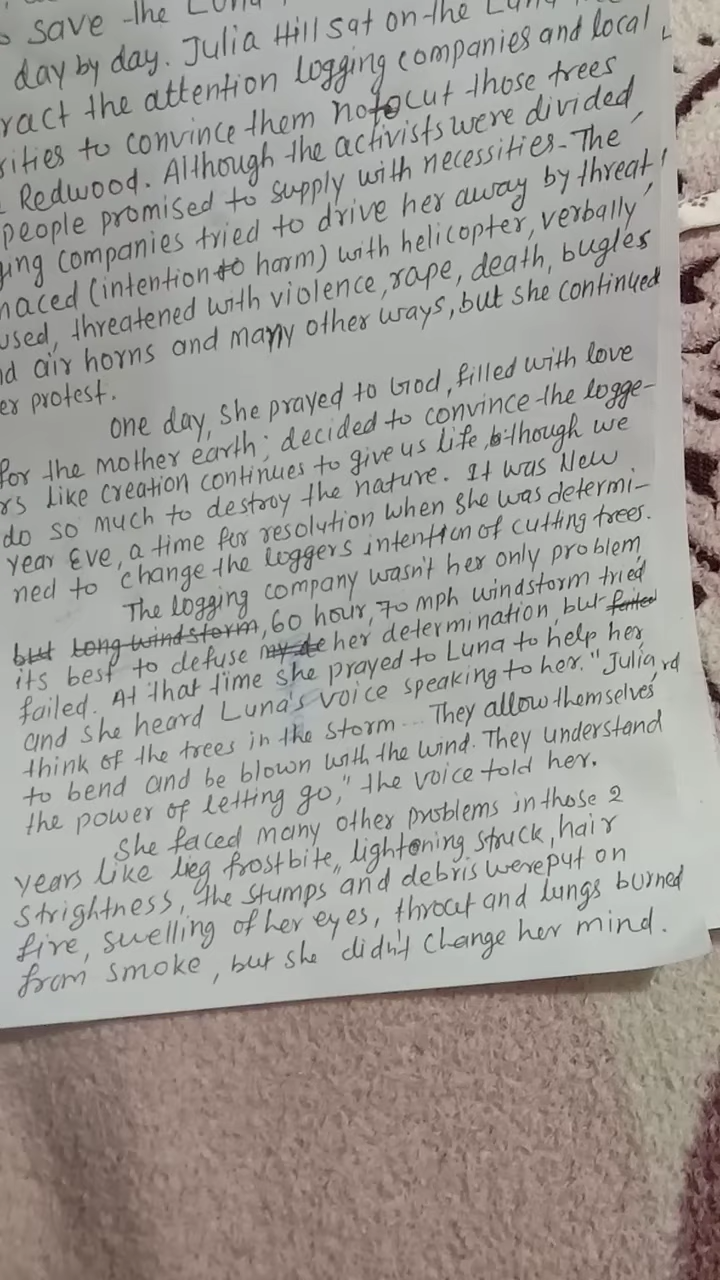 save the
day by day. Julia Hill sat on the Luna
ract the attention logging companies and local
rities to convince them not to cut those trees
Redwood. Although the activists were divided,
people promised to supply with necessities. The
ging companies tried to drive her away by threat,
naced (intention to harm) with helicopter, verbally
used, threatened with violence, rape, death, bugles
nd air horns and many other ways, but she continued
er protest.
One day, she prayed to God, filled with love
for the mother earth; decided to convince the logge-
rs like creation continues to give us life, though we
do so much to destroy the nature. It was New
year Eve, a time for resolution when she was determi-
ned to change the loggers intention of cutting trees.
The logging company wasn't her only problem,
but long windstorm, 60 hour, 70 mph windstorm tried
its best to defuse her determination, but failed
failed. At that time she prayed to Luna to help her
and she heard Luna's voice speaking to her. "Julia,
think of the trees in the storm... They allow themselves
to bend and be blown with the wind. They understand
the power of letting go," the voice told her.
She faced many other problems in those 2
years like leg frostbite, lightening struck, hair
strightness, the stumps and debris were put on
fire, swelling of her eyes, throat and lungs burned
from smoke, but she didn't change her mind.